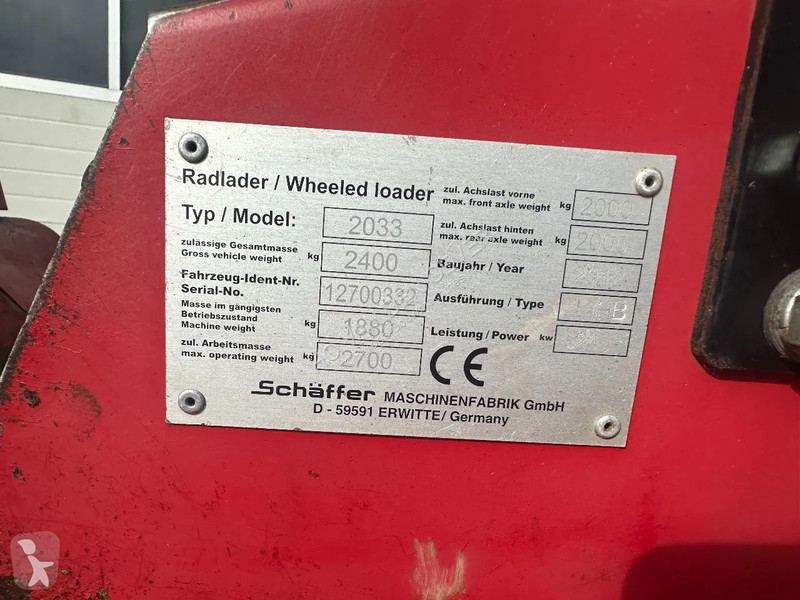 Radlader / Wheeled loader
Typ / Model: 2033
zulässige Gesamtmasse
Gross vehicle weight kg 2400
Fahrzeug-Ident-Nr.
Serial-No. 12700332
Masse im gängigsten
Betriebszustand
Machine weight kg 1880
zul. Arbeitsmasse
max. operating weight kg 2700
zul. Achslast vorne
max. front axle weight kg 2000
zul. Achslast hinten
max. rear axle weight kg 2000
Baujahr / Year
Ausführung / Type
Leistung / Power kw
CE
Schäffer MASCHINENFABRIK GmbH
D - 59591 ERWITTE / Germany